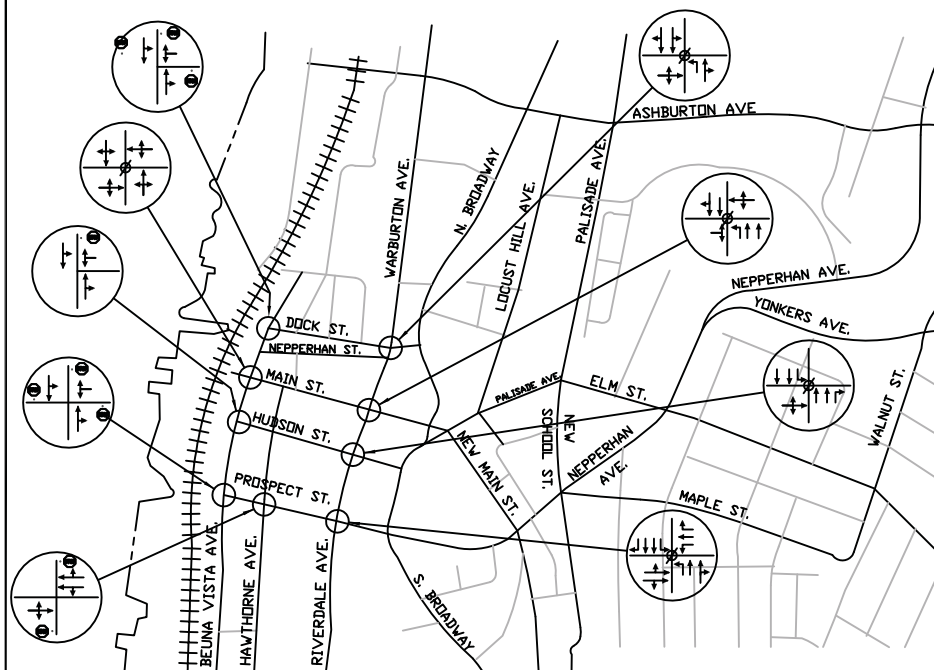 ASHBURTON AVE
WARBURTON AVE.
N. BROADWAY
LOCUST HILL AVE.
PALISADE AVE.
NEPPERHAN AVE.
YONKERS AVE.
DOCK ST.
NEPPERHAN ST.
MAIN ST.
PALISADE AVE.
ELM ST.
WALNUT ST.
HUDSON ST.
NEW MAIN ST.
NEW
SCHOOL ST.
NEPPERHAN
AVE.
PROSPECT ST.
MAPLE ST.
BEUNA VISTA AVE.
HAWTHORNE AVE.
RIVERDALE AVE.
S. BROADWAY